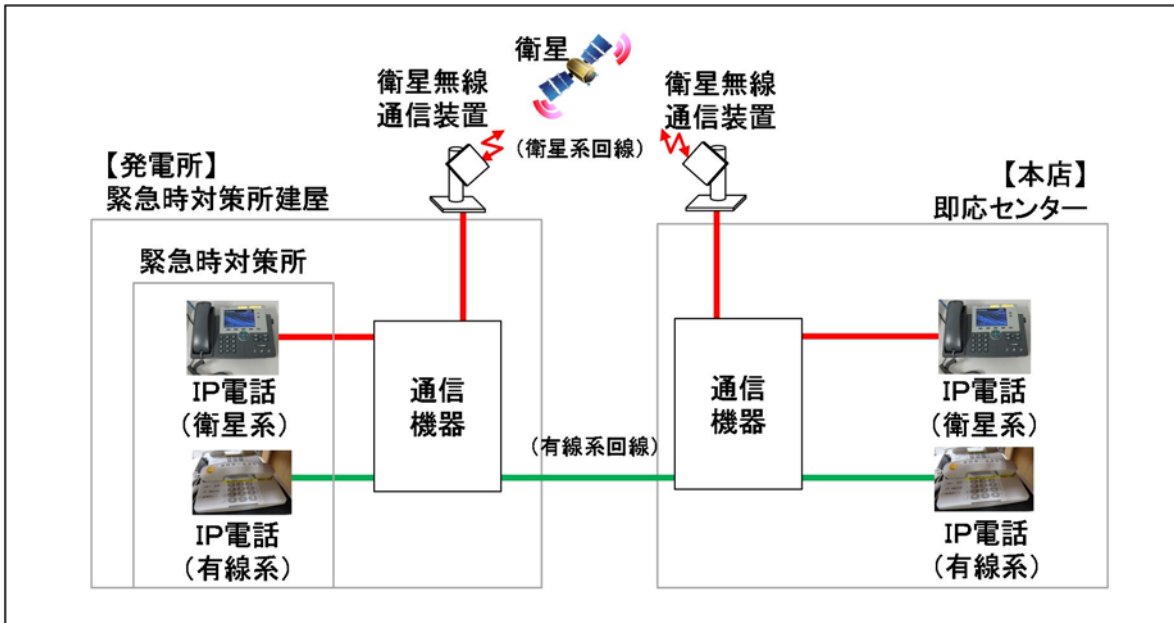 衛星
衛星無線
通信装置
衛星無線
通信装置
(衛星系回線)
【発電所】
緊急時対策所建屋
【本店】
即応センター
緊急時対策所
IP電話
(衛星系)
通信
機器
通信
機器
IP電話
(衛星系)
(有線系回線)
IP電話
(有線系)
IP電話
(有線系)